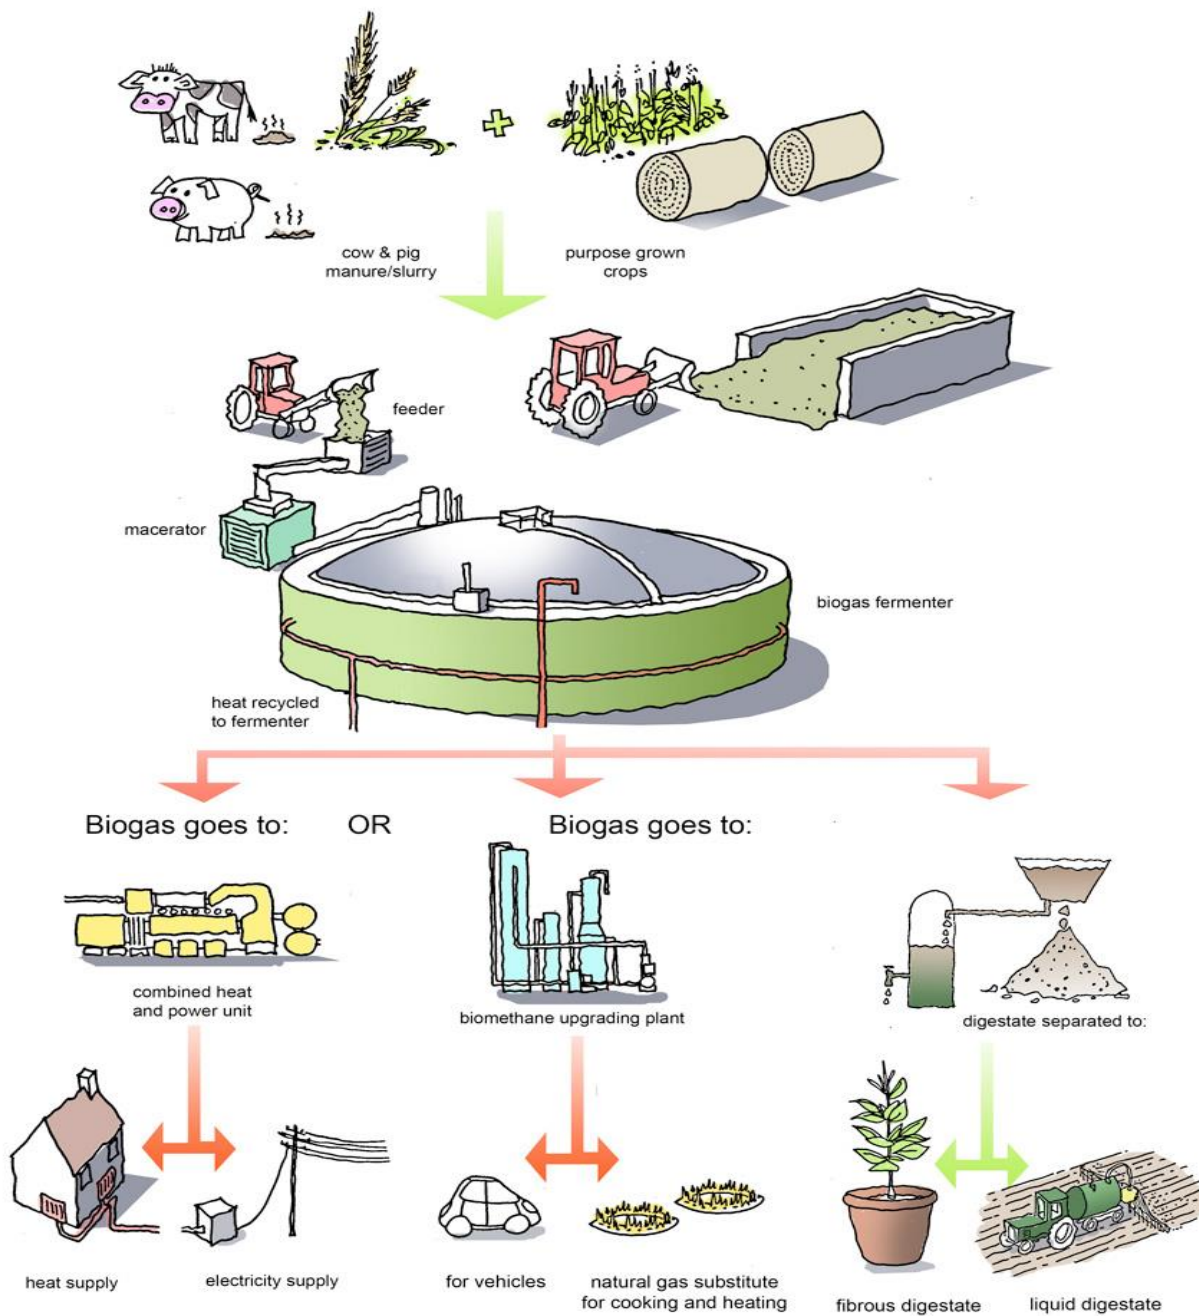 cow & pig
manure/slurry
purpose grown
crops
feeder
macerator
biogas fermenter
heat recycled
to fermenter
Biogas goes to:
OR
Biogas goes to:
combined heat
and power unit
biomethane upgrading plant
digestate separated to:
heat supply
electricity supply
for vehicles
natural gas substitute
for cooking and heating
fibrous digestate
liquid digestate